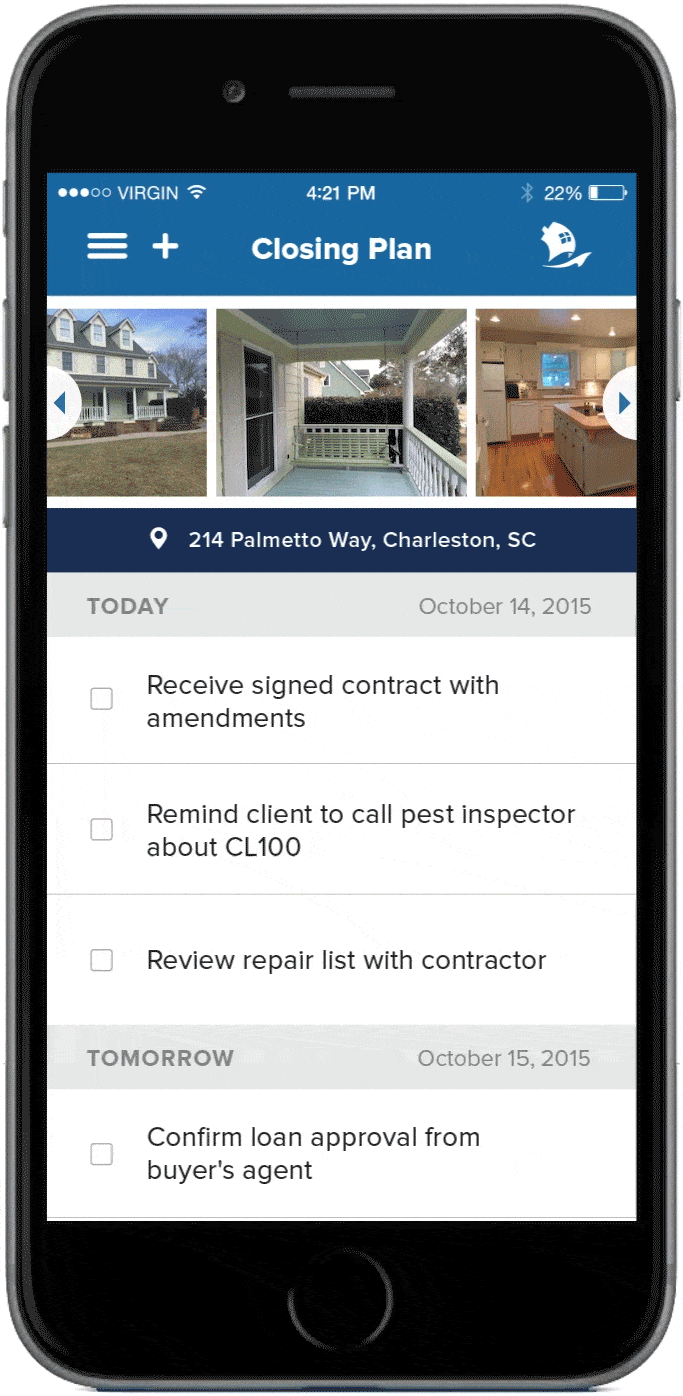 VIRGIN
4:21 PM
22%
Closing Plan
214 Palmetto Way, Charleston, SC
TODAY
October 14, 2015
Receive signed contract with
amendments
Remind client to call pest inspector
about CL100
Review repair list with contractor
TOMORROW
October 15, 2015
Confirm loan approval from
buyer's agent